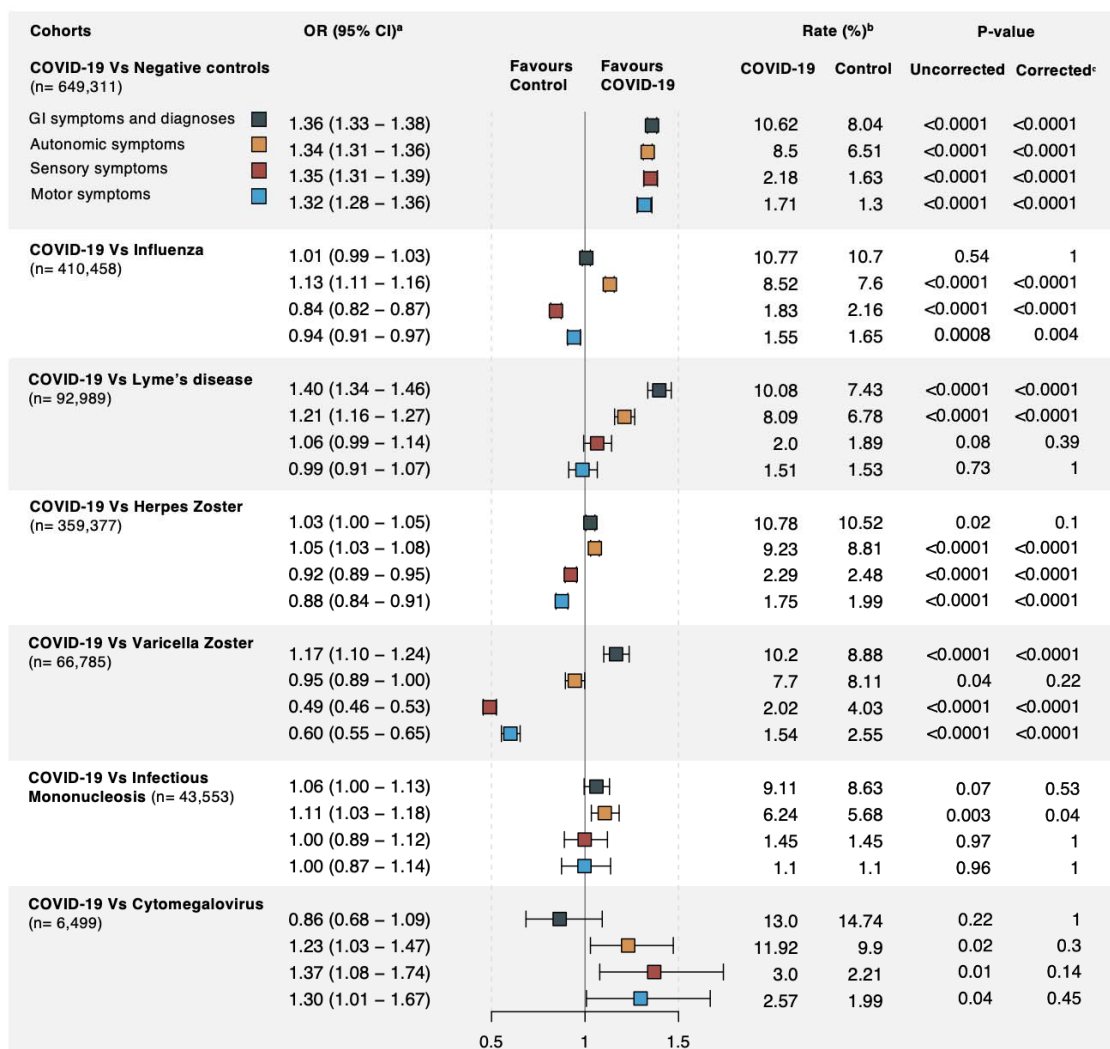 Cohorts OR (95% CI)ᵃ Rate (%)ᵇ P-value
COVID-19 Vs Negative controls Favours Favours COVID-19 Control Uncorrected Correctedᶜ
(n= 649,311) Control COVID-19
GI symptoms and diagnoses 1.36 (1.33 – 1.38) 10.62 8.04 <0.0001 <0.0001
Autonomic symptoms 1.34 (1.31 – 1.36) 8.5 6.51 <0.0001 <0.0001
Sensory symptoms 1.35 (1.31 – 1.39) 2.18 1.63 <0.0001 <0.0001
Motor symptoms 1.32 (1.28 – 1.36) 1.71 1.3 <0.0001 <0.0001
COVID-19 Vs Influenza
(n= 410,458)
1.01 (0.99 – 1.03) 10.77 10.7 0.54 1
1.13 (1.11 – 1.16) 8.52 7.6 <0.0001 <0.0001
0.84 (0.82 – 0.87) 1.83 2.16 <0.0001 <0.0001
0.94 (0.91 – 0.97) 1.55 1.65 0.0008 0.004
COVID-19 Vs Lyme's disease
(n= 92,989)
1.40 (1.34 – 1.46) 10.08 7.43 <0.0001 <0.0001
1.21 (1.16 – 1.27) 8.09 6.78 <0.0001 <0.0001
1.06 (0.99 – 1.14) 2.0 1.89 0.08 0.39
0.99 (0.91 – 1.07) 1.51 1.53 0.73 1
COVID-19 Vs Herpes Zoster
(n= 359,377)
1.03 (1.00 – 1.05) 10.78 10.52 0.02 0.1
1.05 (1.03 – 1.08) 9.23 8.81 <0.0001 <0.0001
0.92 (0.89 – 0.95) 2.29 2.48 <0.0001 <0.0001
0.88 (0.84 – 0.91) 1.75 1.99 <0.0001 <0.0001
COVID-19 Vs Varicella Zoster
(n= 66,785)
1.17 (1.10 – 1.24) 10.2 8.88 <0.0001 <0.0001
0.95 (0.89 – 1.00) 7.7 8.11 0.04 0.22
0.49 (0.46 – 0.53) 2.02 4.03 <0.0001 <0.0001
0.60 (0.55 – 0.65) 1.54 2.55 <0.0001 <0.0001
COVID-19 Vs Infectious
Mononucleosis (n= 43,553)
1.06 (1.00 – 1.13) 9.11 8.63 0.07 0.53
1.11 (1.03 – 1.18) 6.24 5.68 0.003 0.04
1.00 (0.89 – 1.12) 1.45 1.45 0.97 1
1.00 (0.87 – 1.14) 1.1 1.1 0.96 1
COVID-19 Vs Cytomegalovirus
(n= 6,499)
0.86 (0.68 – 1.09) 13.0 14.74 0.22 1
1.23 (1.03 – 1.47) 11.92 9.9 0.02 0.3
1.37 (1.08 – 1.74) 3.0 2.21 0.01 0.14
1.30 (1.01 – 1.67) 2.57 1.99 0.04 0.45
0.5 1 1.5